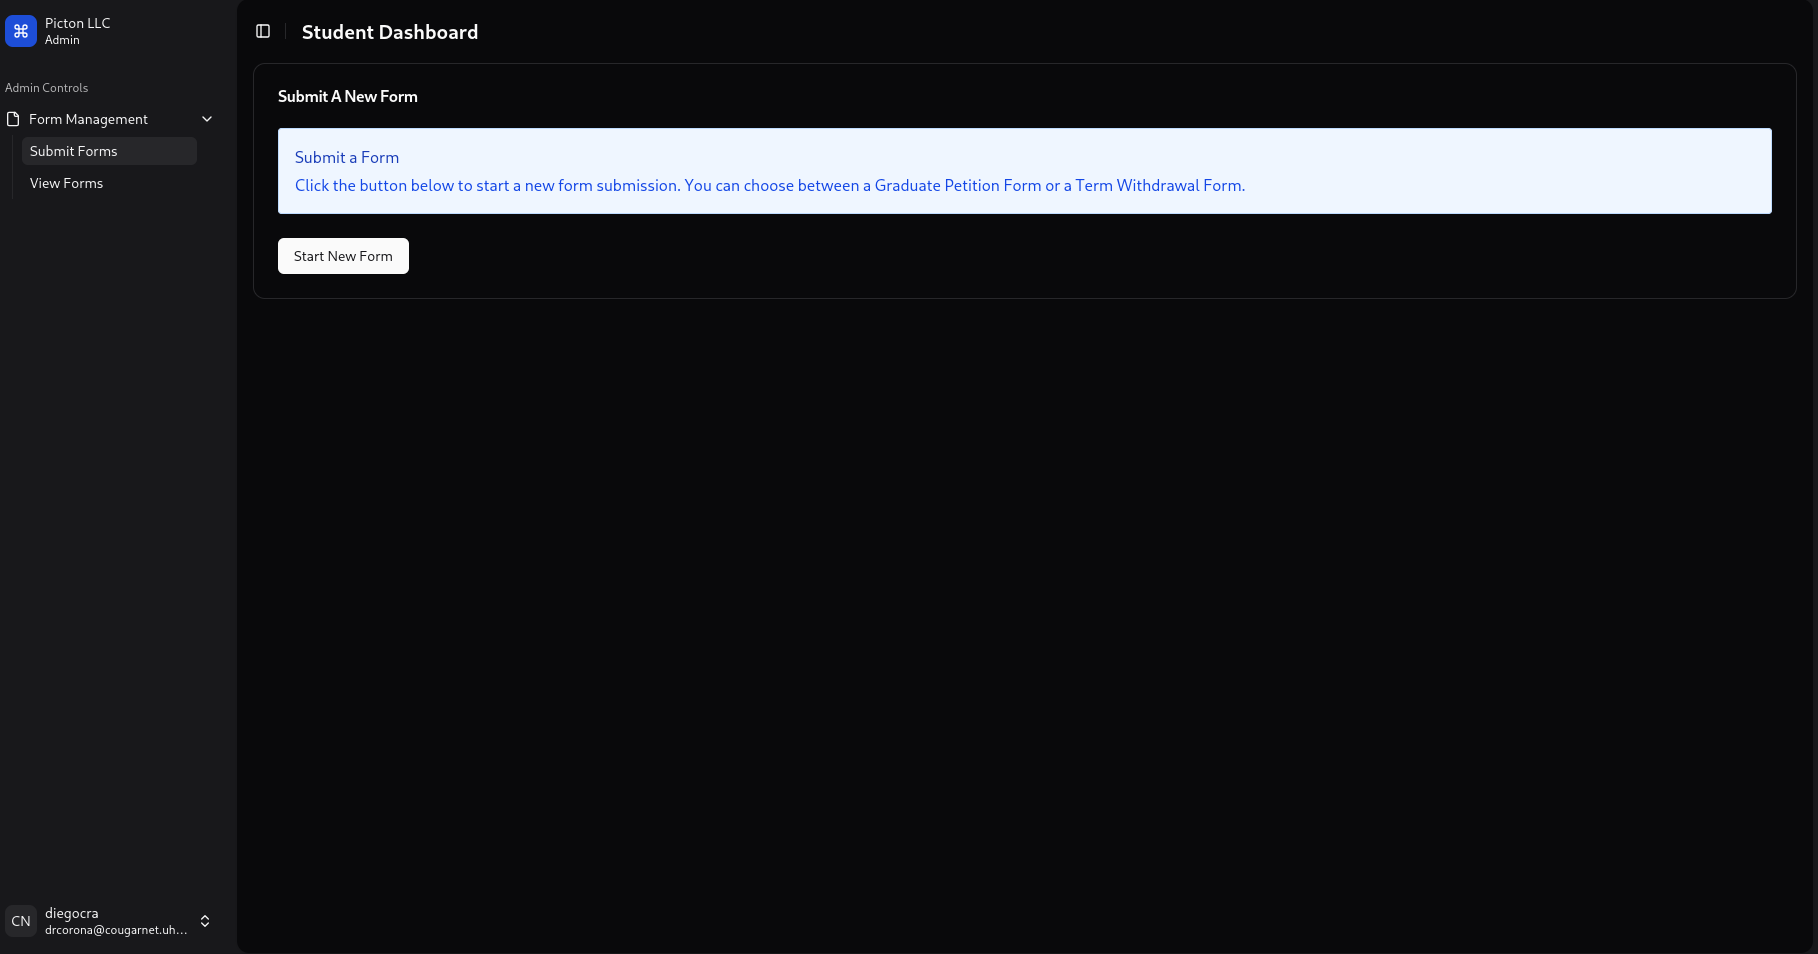 Picton LLC
Admin
Admin Controls
Form Management
Submit Forms
View Forms
CN
diegocra
drcorona@cougarnet.uh...
Student Dashboard
Submit A New Form
Submit a Form
Click the button below to start a new form submission. You can choose between a Graduate Petition Form or a Term Withdrawal Form.
Start New Form